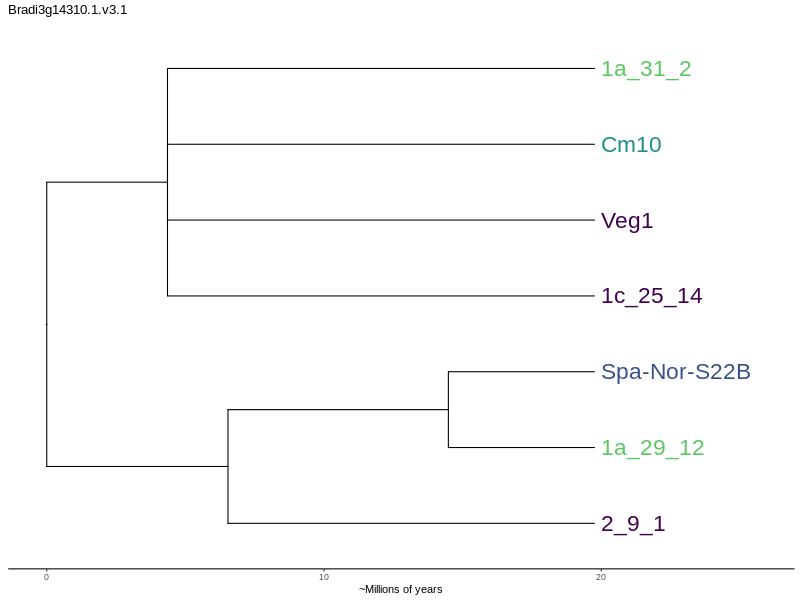 Bradi3g14310.1.v3.1
1a_31_2
Cm10
Veg1
1c_25_14
Spa-Nor-S22B
1a_29_12
2_9_1
0 10 20
~Millions of years